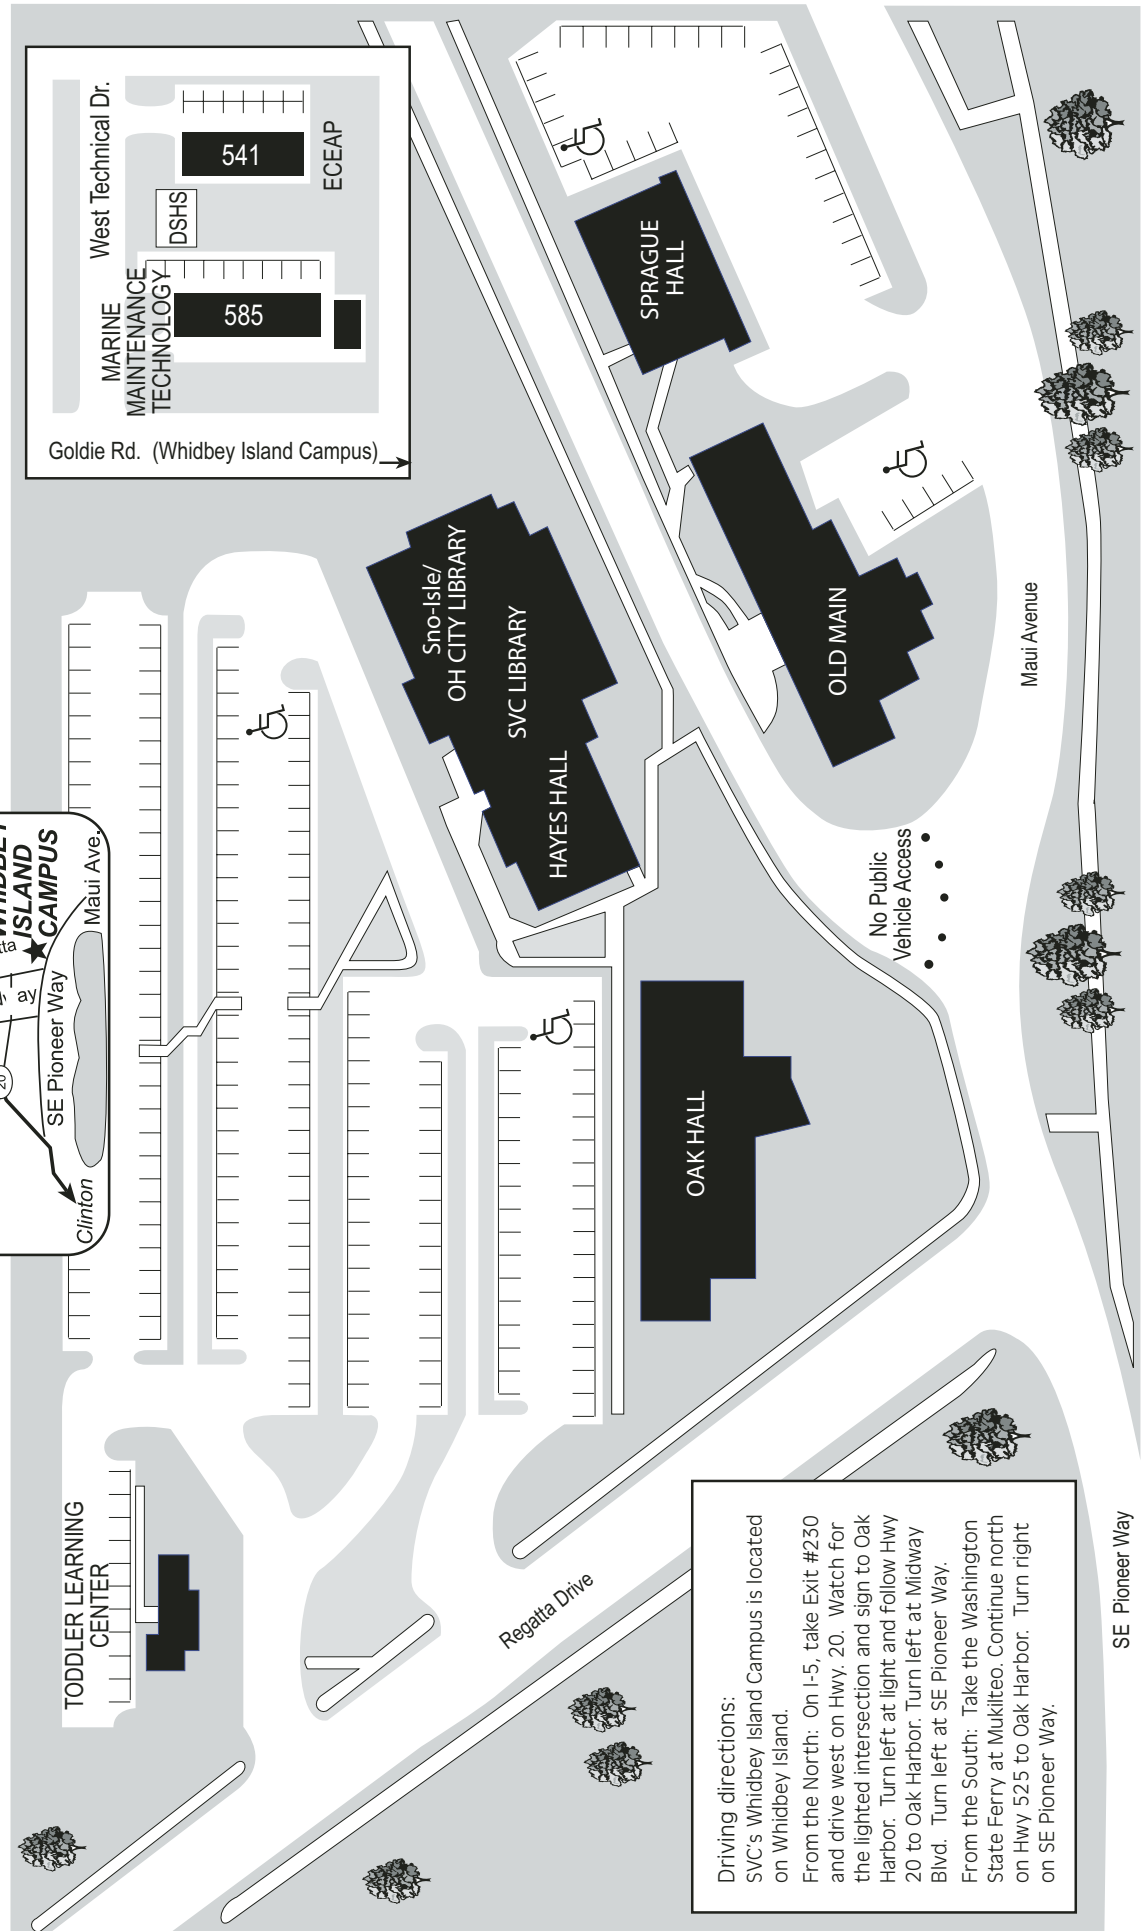 West Technical Dr.
541
ECEAP
DSHS
MARINE
MAINTENANCE
TECHNOLOGY
585
Goldie Rd. (Whidbey Island Campus)
SPRAGUE
HALL
Sno-Isle/
OH CITY LIBRARY
SVC LIBRARY
HAYES HALL
OLD MAIN
Maui Avenue
ISLAND
CAMPUS
Maui Ave.
SE Pioneer Way
20
Clinton
No Public
Vehicle Access
OAK HALL
TODDLER LEARNING
CENTER
Regatta Drive
SE Pioneer Way
Driving directions:
SVC's Whidbey Island Campus is located
on Whidbey Island.
From the North: On I-5, take Exit #230
and drive west on Hwy. 20. Watch for
the lighted intersection and sign to Oak
Harbor. Turn left at light and follow Hwy
20 to Oak Harbor. Turn left at Midway
Blvd. Turn left at SE Pioneer Way.
From the South: Take the Washington
State Ferry at Mukilteo. Continue north
on Hwy 525 to Oak Harbor. Turn right
on SE Pioneer Way.